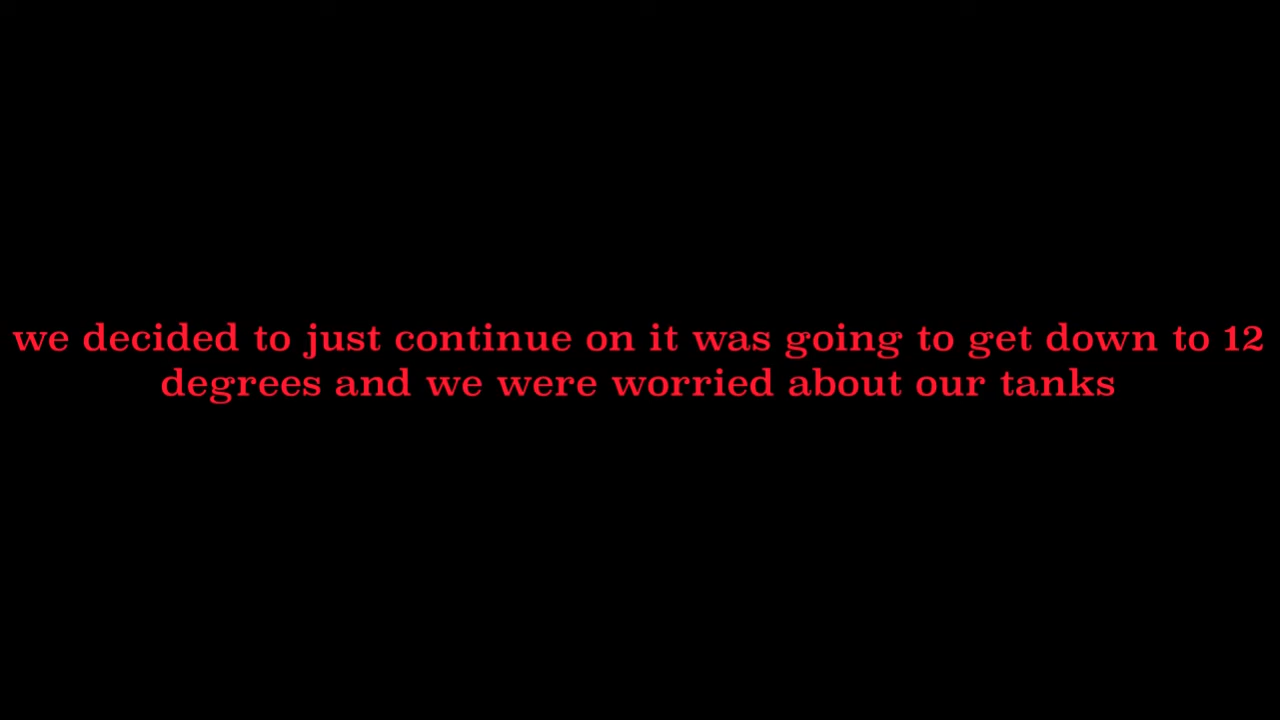 we decided to just continue on it was going to get down to 12
degrees and we were worried about our tanks